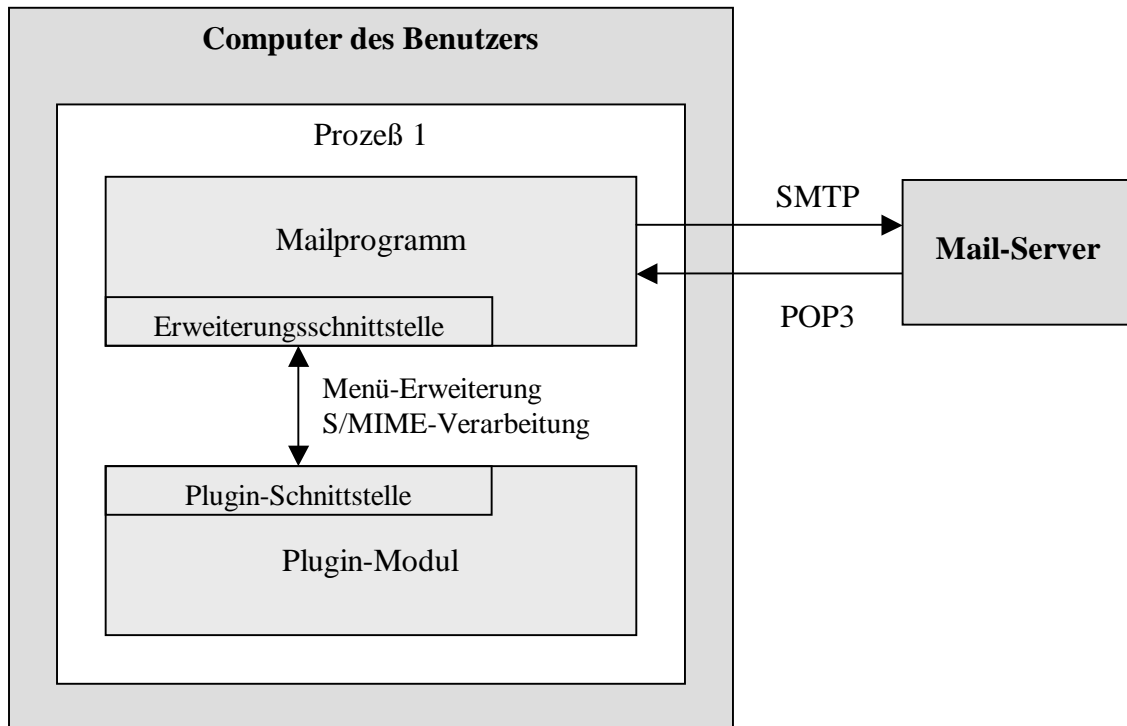 Computer des Benutzers
Prozeß 1
Mailprogramm
Erweiterungsschnittstelle
Menü-Erweiterung
S/MIME-Verarbeitung
Plugin-Schnittstelle
Plugin-Modul
SMTP
Mail-Server
POP3